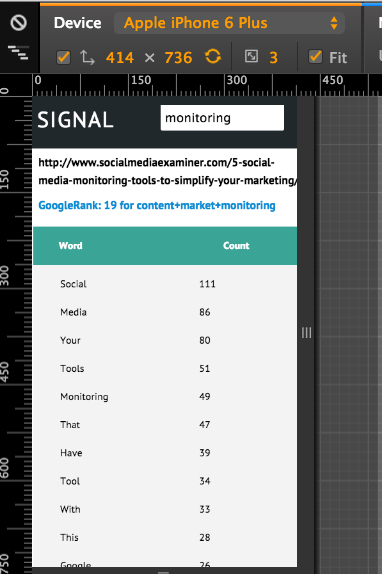 Device Apple iPhone 6 Plus
414 × 736 3 Fit
0 150 300 450
0
150
300
450
600
750
SIGNAL monitoring
http://www.socialmediaexaminer.com/5-social-
media-monitoring-tools-to-simplify-your-marketing/
GoogleRank: 19 for content+market+monitoring
Word Count
Social 111
Media 86
Your 80
Tools 51
Monitoring 49
That 47
Have 39
Tool 34
With 33
This 28
Google 26